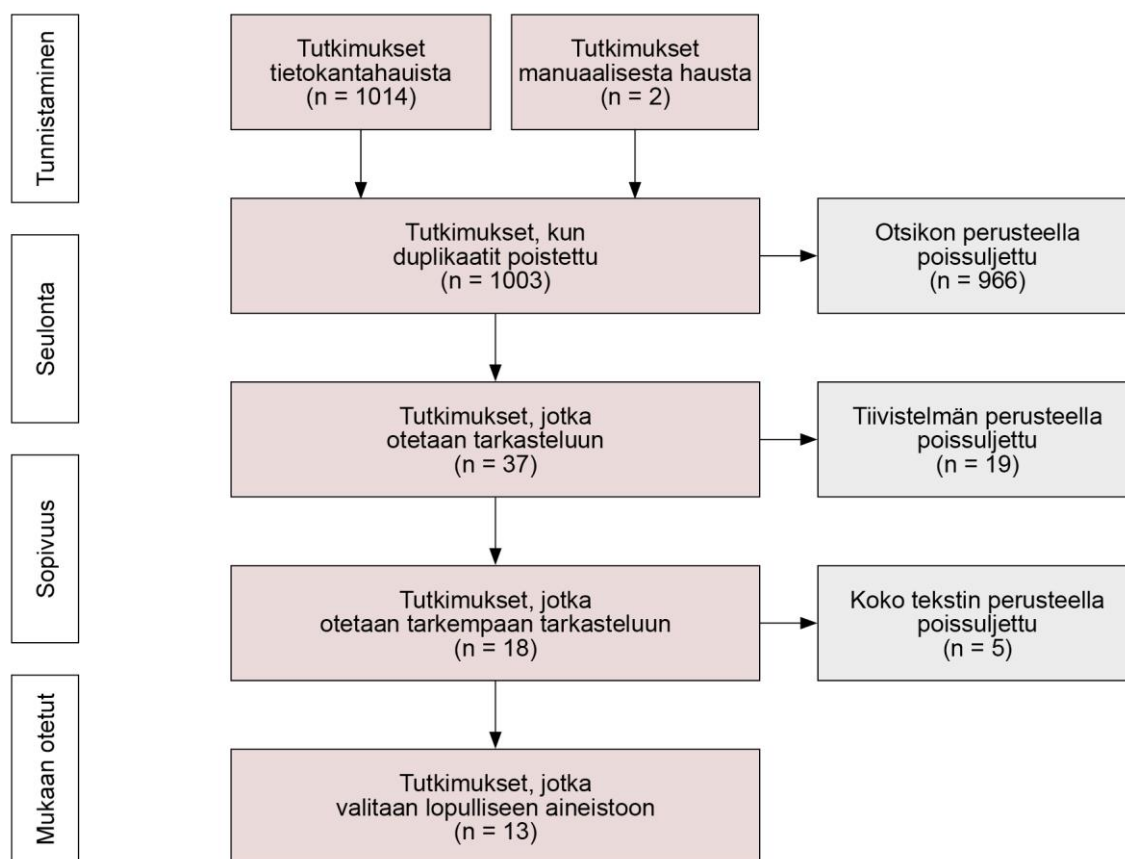 Tunnistaminen
Tutkimukset
tietokantahauista
(n = 1014)
Tutkimukset
manuaalisesta hausta
(n = 2)
Seulonta
Tutkimukset, kun
duplikaatit poistettu
(n = 1003)
Otsikon perusteella
poissuljettu
(n = 966)
Tutkimukset, jotka
otetaan tarkasteluun
(n = 37)
Tiivistelmän perusteella
poissuljettu
(n = 19)
Sopivuus
Tutkimukset, jotka
otetaan tarkempaan tarkasteluun
(n = 18)
Koko tekstin perusteella
poissuljettu
(n = 5)
Mukaan otetut
Tutkimukset, jotka
valitaan lopulliseen aineistoon
(n = 13)